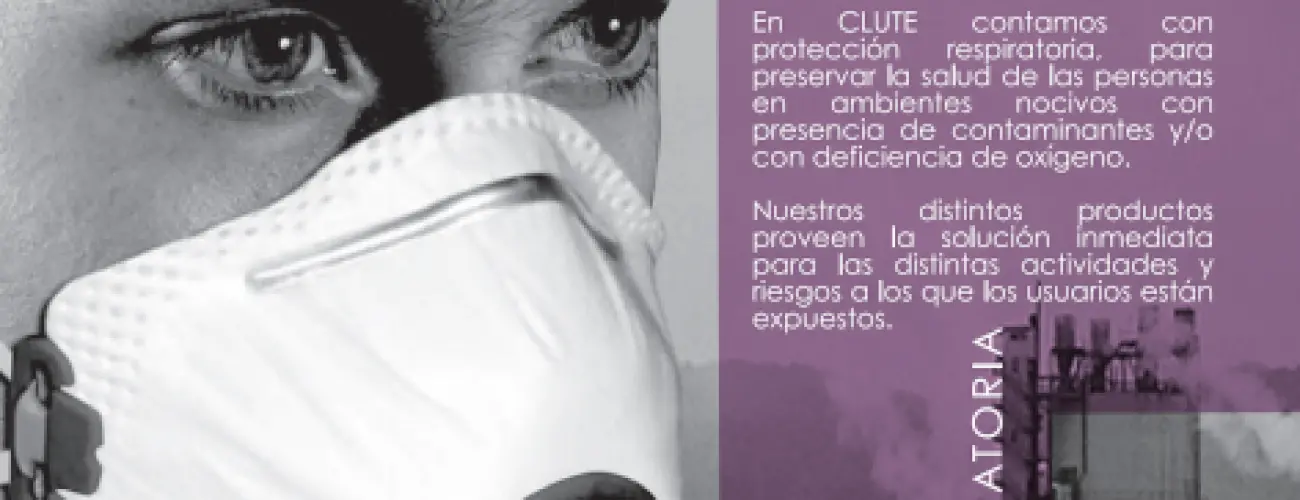 En CLUTE contamos con
protección respiratoria, para
preservar la salud de las personas
en ambientes nocivos con
presencia de contaminantes y/o
con deficiencia de oxígeno.
Nuestros distintos productos
proveen la solución inmediata
para las distintas actividades y
riesgos a los que los usuarios están
expuestos.
ATORIA